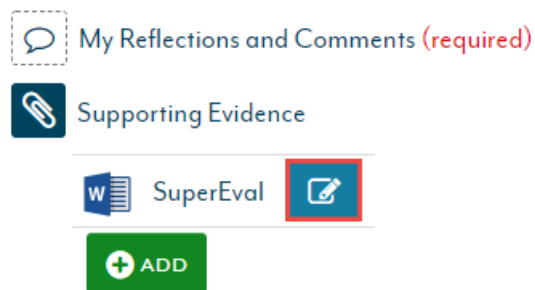 My Reflections and Comments (required)
Supporting Evidence
W SuperEval
ADD